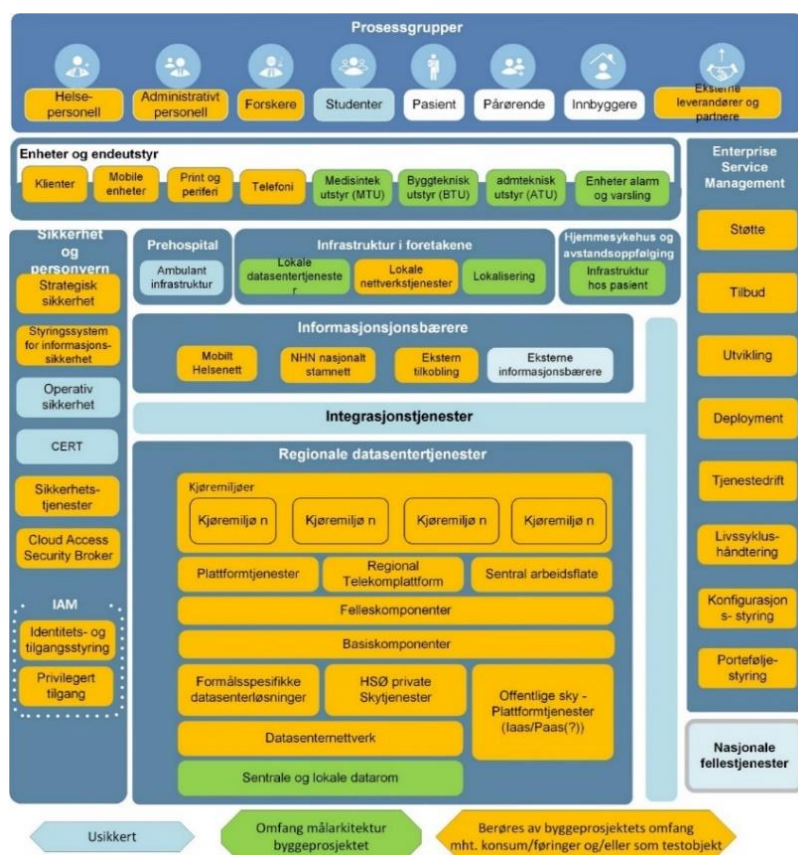 Prosessgrupper
Helse-
personell
Administrativt
personell
Forskere
Studenter
Pasient
Pårørende
Innbyggere
Eksterne
leverandører og
partnere
Enheter og endeutstyr
Klienter
Mobile
enheter
Print og
periferi
Telefoni
Medisintek
utstyr (MTU)
Byggteknisk
utstyr (BTU)
admteknisk
utstyr (ATU)
Enheter alarm
og varsling
Enterprise
Service
Management
Støtte
Tilbud
Utvikling
Deployment
Tjenestedrift
Livssyklus-
håndtering
Konfigurasjon
s- styring
Portefølje-
styring
Nasjonale
fellestjenester
Sikkerhet
og
personvern
Strategisk
sikkerhet
Styringssystem
for informasjons-
sikkerhet
Operativ
sikkerhet
CERT
Sikkerhets-
tjenester
Cloud Access
Security Broker
IAM
Identitets- og
tilgangsstyring
Privilegert
tilgang
Prehospital
Ambulant
infrastruktur
Infrastruktur i foretakene
Lokale
datasentertjeneste
r
Lokale
nettverkstjenester
Lokalisering
Hjemmesykehus og
avstandsoppfølging
Infrastruktur
hos pasient
Informasjonsjonsbærere
Mobilt
Helsenett
NHN nasjonalt
stamnett
Ekstern
tilkobling
Eksterne
informasjonsbærere
Integrasjonstjenester
Regionale datasentertjenester
Kjøremiljøer
Kjøremiljø n
Kjøremiljø n
Kjøremiljø n
Kjøremiljø n
Plattformtjenester
Regional
Telekomplattform
Sentral arbeidsflate
Felleskomponenter
Basiskomponenter
Formålsspesifikke
datasenterløsninger
HSØ private
Skytjenester
Offentlige sky -
Plattformtjenester
(Iaas/Paas(?))
Datasenternettverk
Sentrale og lokale datarom
Usikkert
Omfang målarkitektur
byggeprosjektet
Berøres av byggeprosjektets omfang
mht. konsum/føringer og/eller som testobjekt